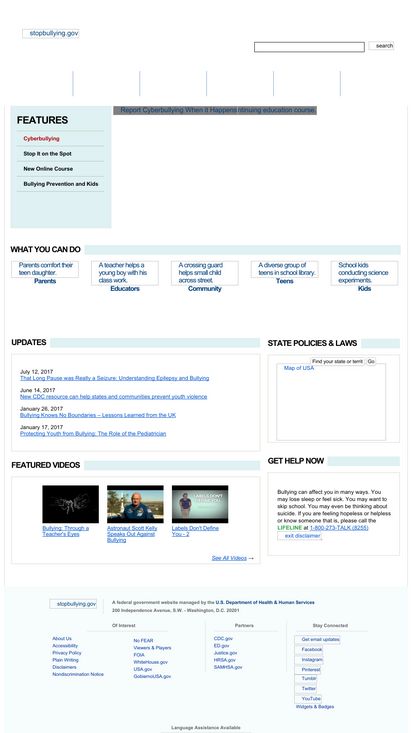 stopbullying.gov
search
FEATURES
Cyberbullying
Stop It on the Spot
New Online Course
Bullying Prevention and Kids
Report Cyberbullying When it Happens
ntinuing education course.
WHAT YOU CAN DO
Parents comfort their
teen daughter.
Parents
A teacher helps a
young boy with his
class work.
Educators
A crossing guard
helps small child
across street.
Community
A diverse group of
teens in school library.
Teens
School kids
conducting science
experiments.
Kids
UPDATES
July 12, 2017
That Long Pause was Really a Seizure: Understanding Epilepsy and Bullying
June 14, 2017
New CDC resource can help states and communities prevent youth violence
January 26, 2017
Bullying Knows No Boundaries – Lessons Learned from the UK
January 17, 2017
Protecting Youth from Bullying: The Role of the Pediatrician
STATE POLICIES & LAWS
Find your state or territ Go
Map of USA
FEATURED VIDEOS
LABELS DON'T
Bullying: Through a
Teacher's Eyes
Astronaut Scott Kelly
Speaks Out Against
Bullying
Labels Don't Define
You - 2
See All Videos →
GET HELP NOW
Bullying can affect you in many ways. You
may lose sleep or feel sick. You may want to
skip school. You may even be thinking about
suicide. If you are feeling hopeless or helpless
or know someone that is, please call the
LIFELINE at 1-800-273-TALK (8255)
exit disclaimer
stopbullying.gov
A federal government website managed by the U.S. Department of Health & Human Services
200 Independence Avenue, S.W. - Washington, D.C. 20201
About Us
Accessibility
Privacy Policy
Plain Writing
Disclaimers
Nondiscrimination Notice
Of Interest
No FEAR
Viewers & Players
FOIA
WhiteHouse.gov
USA.gov
GobiernoUSA.gov
Partners
CDC.gov
ED.gov
Justice.gov
HRSA.gov
SAMHSA.gov
Stay Connected
Get email updates
Facebook
Instagram
Pinterest
Tumblr
Twitter
YouTube
Widgets & Badges
Language Assistance Available